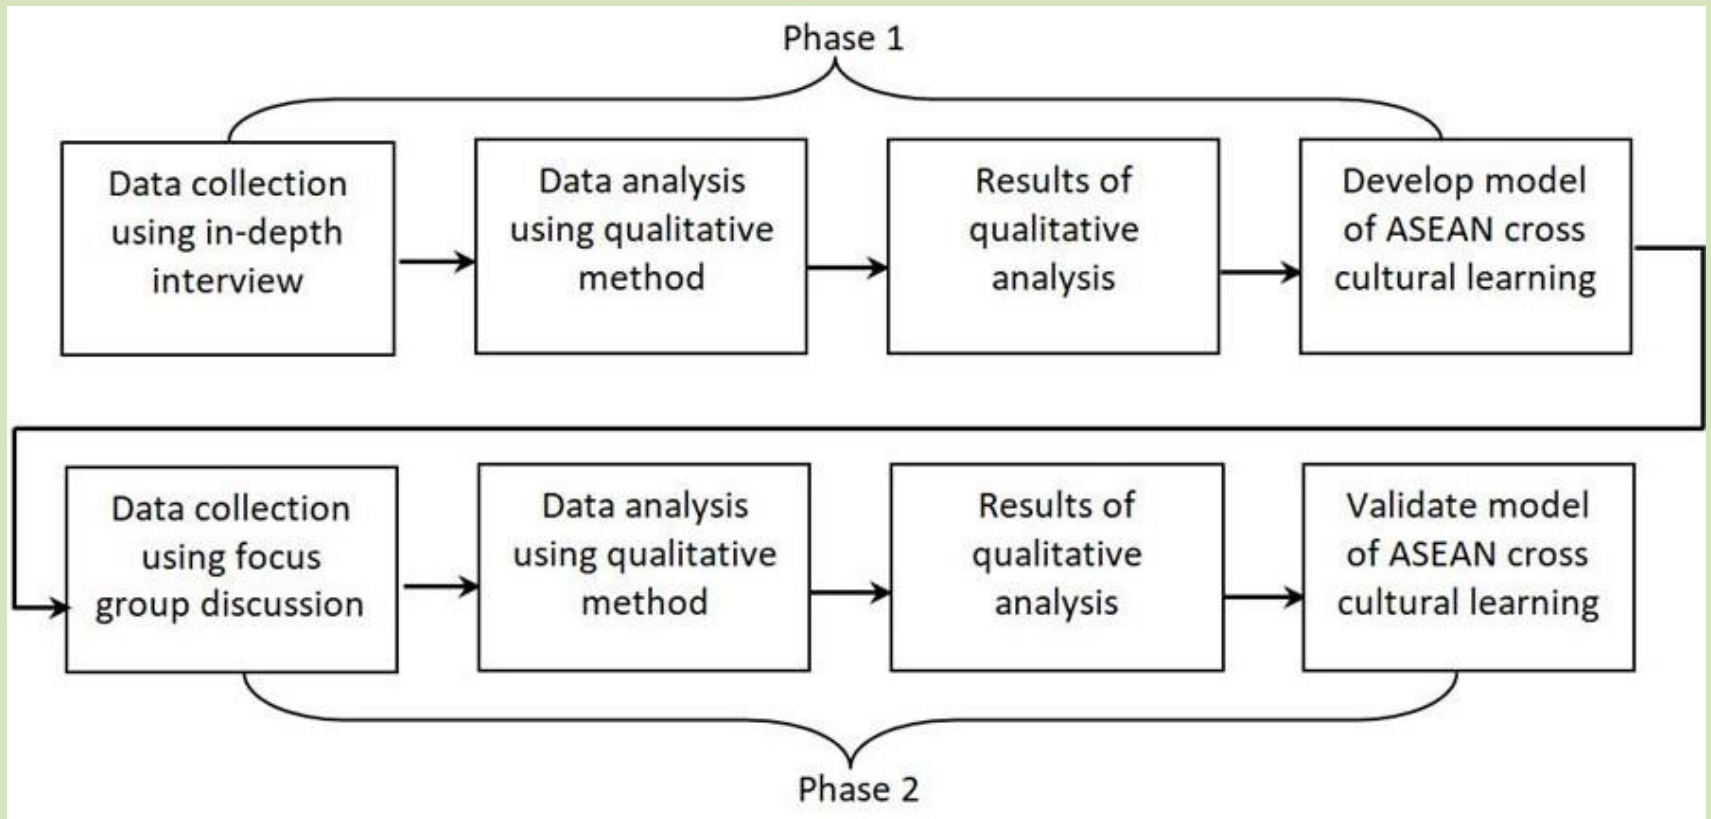 Phase 1
Data collection
using in-depth
interview
Data analysis
using qualitative
method
Results of
qualitative
analysis
Develop model
of ASEAN cross
cultural learning
Data collection
using focus
group discussion
Data analysis
using qualitative
method
Results of
qualitative
analysis
Validate model
of ASEAN cross
cultural learning
Phase 2